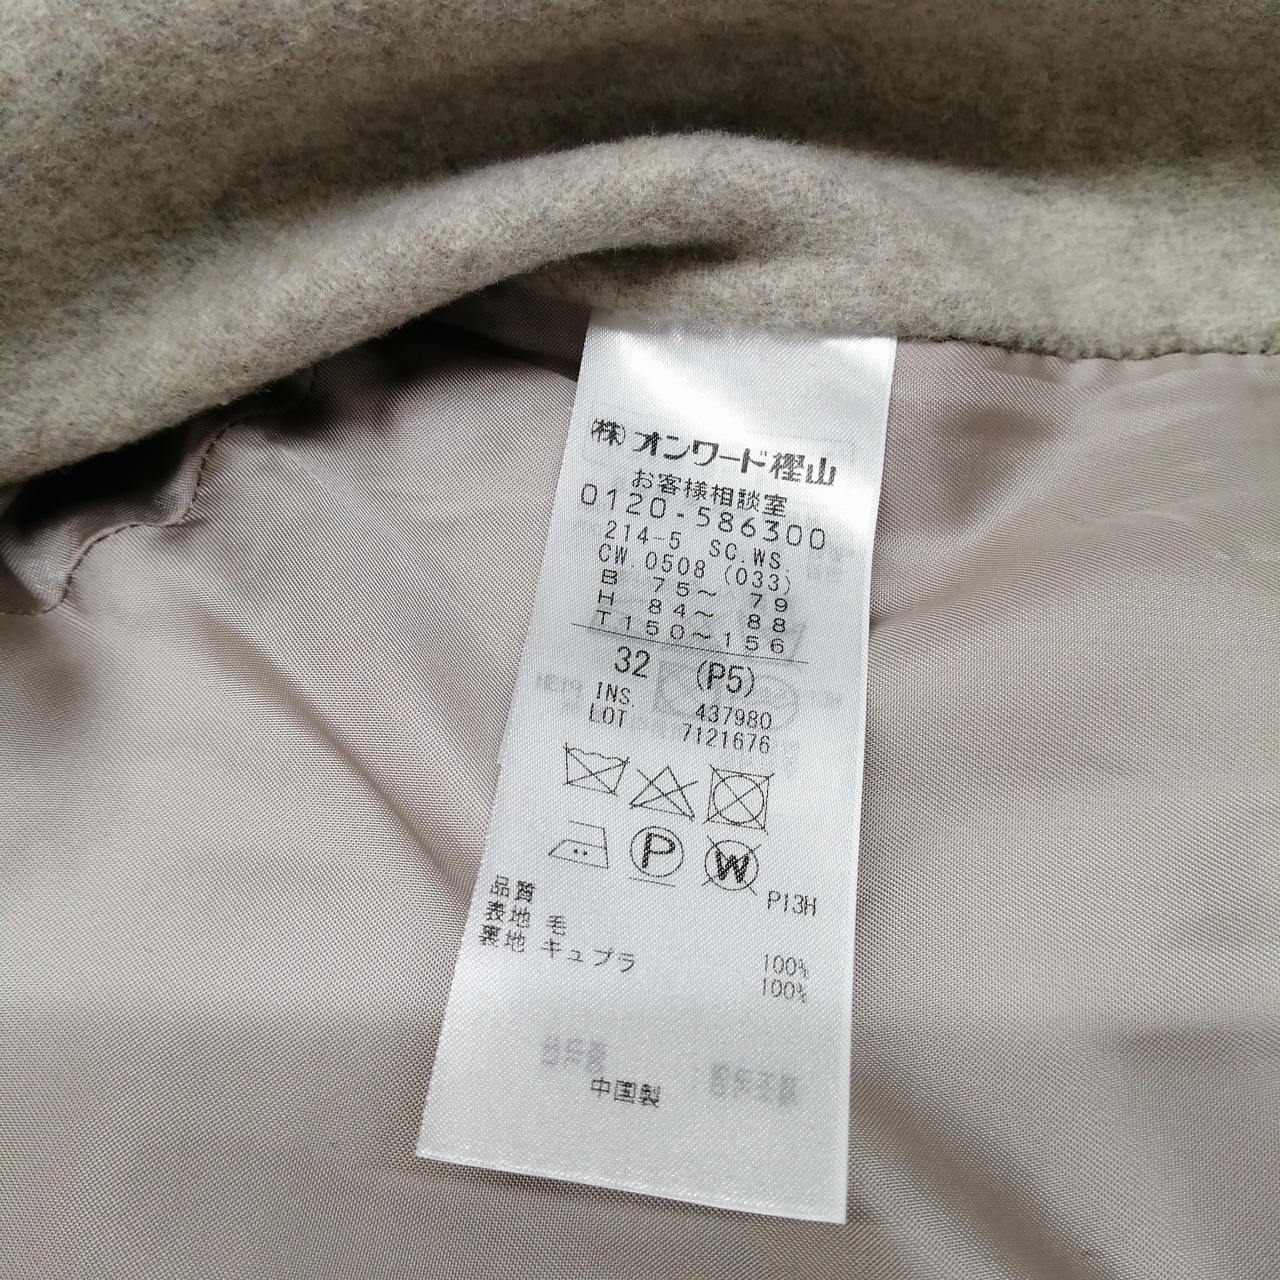 (株)オンワード樫山
お客様相談室
0120-586300
214-5 SC.WS.
CW.0508 (033)
B 75〜 79
H 84〜 88
T150〜156
32 (P5)
INS. 437980
LOT 7121676
P
W
P13H
品質
表地 毛 100%
裏地 キュプラ 100%
中国製